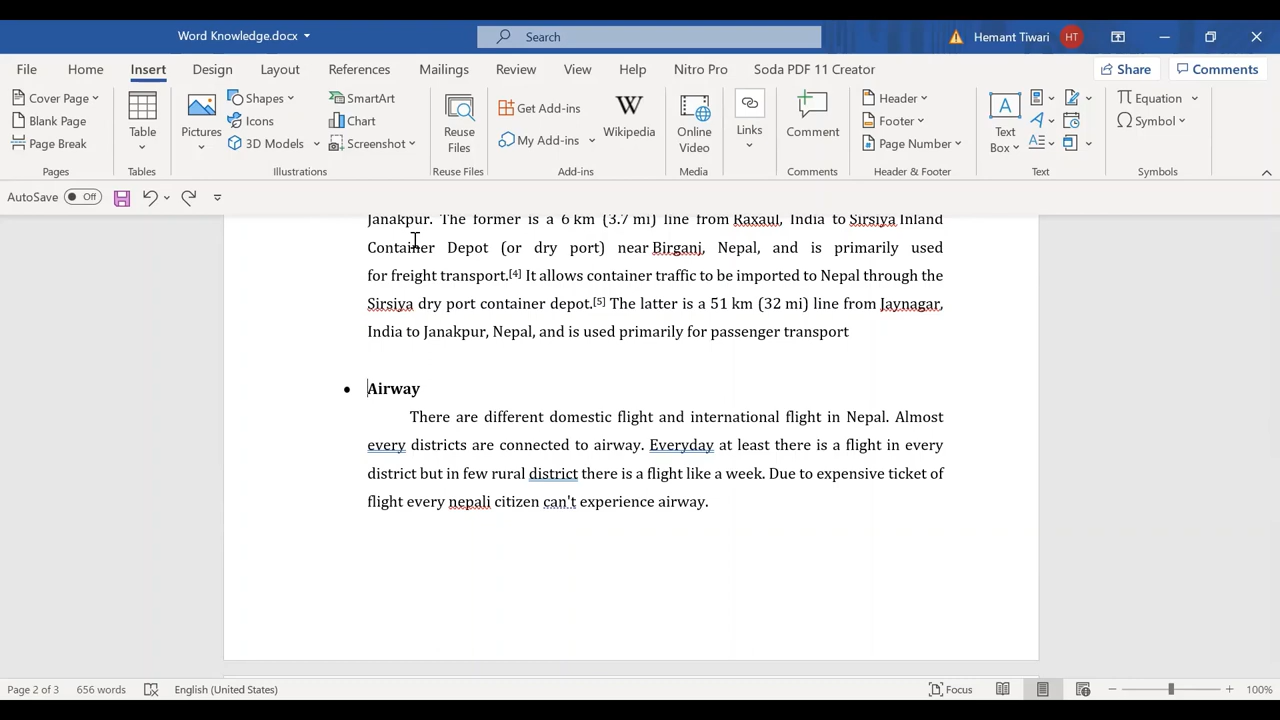 Word Knowledge.docx
Search
Hemant Tiwari
HT
File Home Insert Design Layout References Mailings Review View Help Nitro Pro Soda PDF 11 Creator
Share
Comments
Cover Page
Blank Page
Page Break
Pages
Table
Tables
Pictures
Shapes
Icons
3D Models
SmartArt
Chart
Screenshot
Illustrations
Reuse
Files
Reuse Files
Get Add-ins
My Add-ins
W
Wikipedia
Add-ins
Online
Video
Media
Links
Comment
Comments
Header
Footer
Page Number
Header & Footer
Text
Box
Text
Equation
Symbol
Symbols
AutoSave Off
Janakpur. The former is a 6 km (3.7 mi) line from Raxaul, India to Sirsiya Inland
Container Depot (or dry port) near Birganj, Nepal, and is primarily used
for freight transport.[4] It allows container traffic to be imported to Nepal through the
Sirsiya dry port container depot.[5] The latter is a 51 km (32 mi) line from Jaynagar,
India to Janakpur, Nepal, and is used primarily for passenger transport
• Airway
There are different domestic flight and international flight in Nepal. Almost
every districts are connected to airway. Everyday at least there is a flight in every
district but in few rural district there is a flight like a week. Due to expensive ticket of
flight every nepali citizen can't experience airway.
Page 2 of 3
656 words
English (United States)
Focus
100%